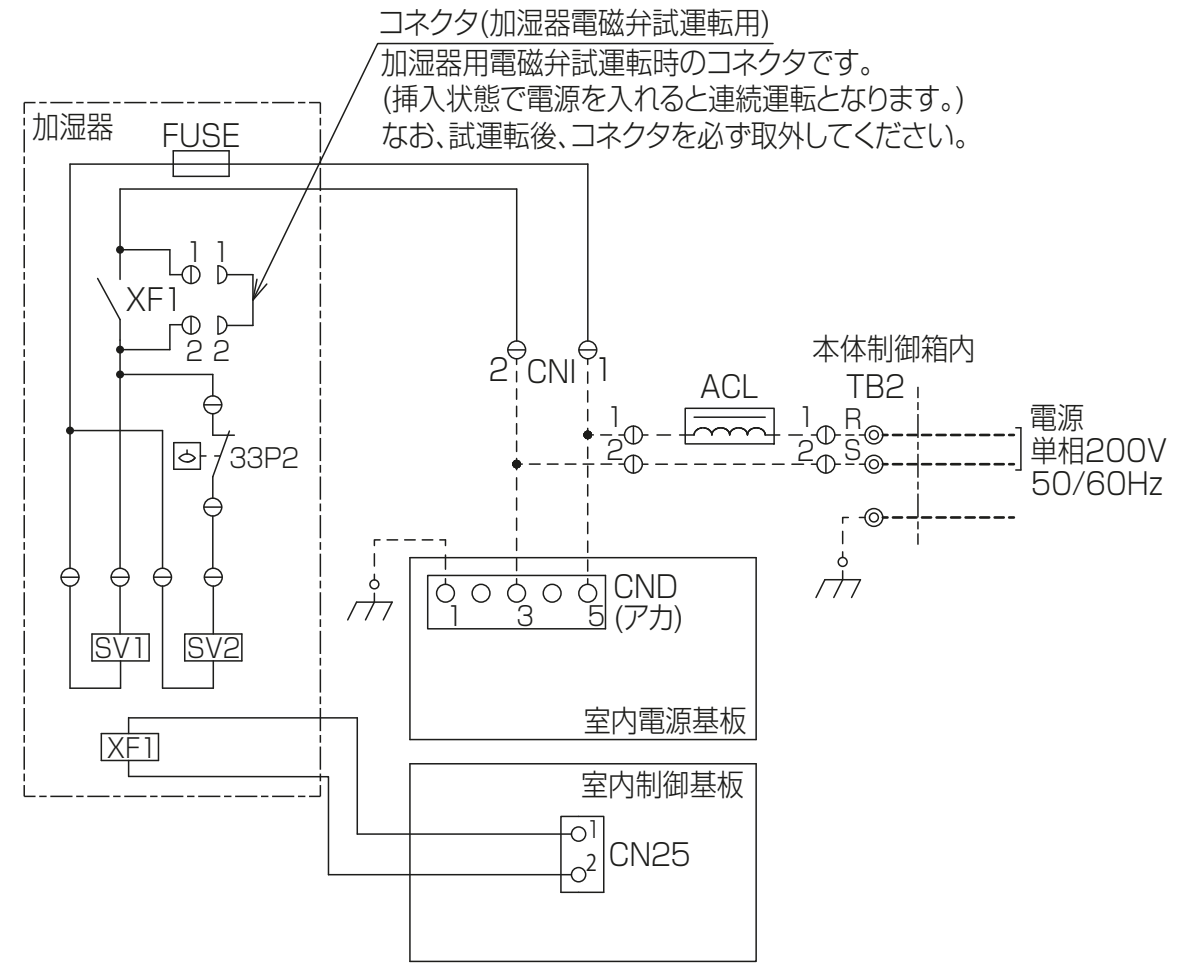 コネクタ(加湿器電磁弁試運転用)
加湿器用電磁弁試運転時のコネクタです。
(挿入状態で電源を入れると連続運転となります。)
なお、試運転後、コネクタを必ず取外してください。
加湿器
FUSE
1 1
XF1
2 2
33P2
SV1
SV2
XF1
2 CNI 1
本体制御箱内
ACL
TB2
1
1 R
2
2 S
電源
単相200V
50/60Hz
CND
(アカ)
1 3 5
室内電源基板
室内制御基板
1
2
CN25